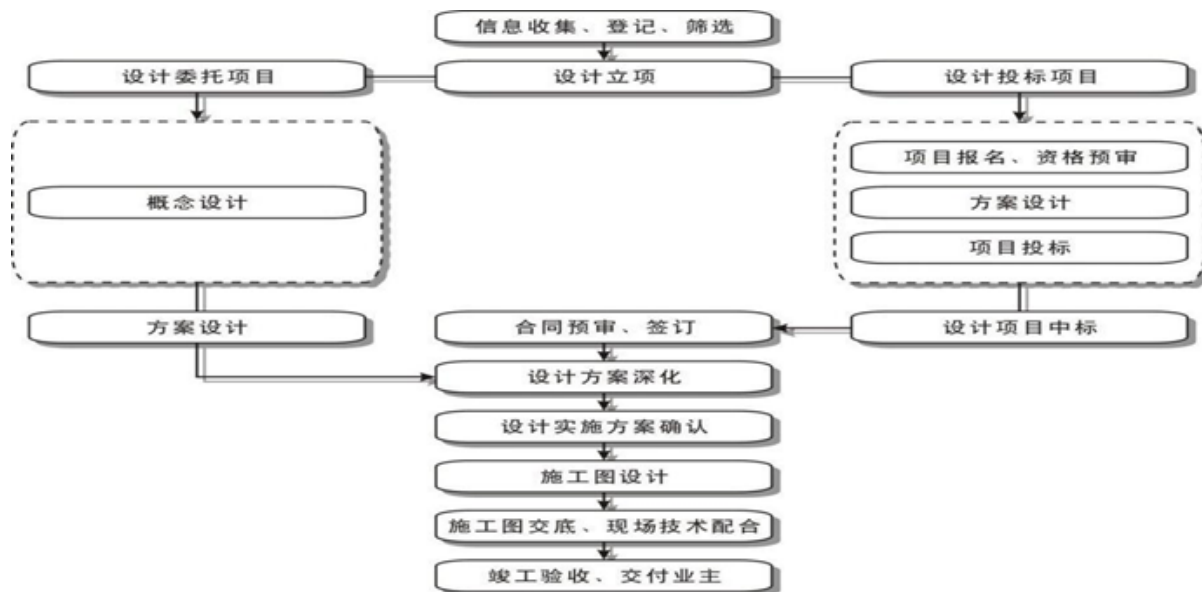 信息收集、登记、筛选
设计委托项目
设计立项
设计投标项目
项目报名、资格预审
概念设计
方案设计
项目投标
方案设计
合同预审、签订
设计项目中标
设计方案深化
设计实施方案确认
施工图设计
施工图交底、现场技术配合
竣工验收、交付业主